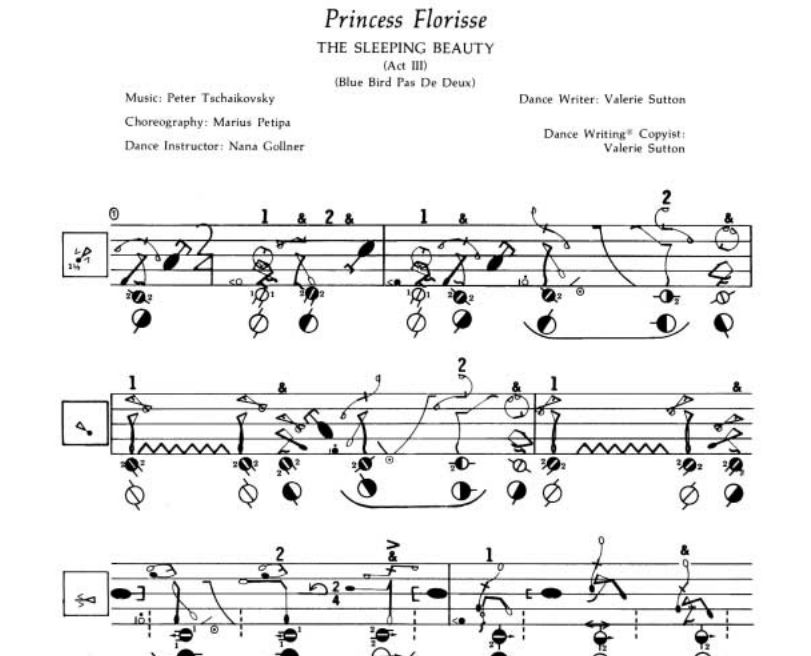 Princess Florisse
THE SLEEPING BEAUTY
(Act III)
(Blue Bird Pas De Deux)
Music: Peter Tschaikovsky
Choreography: Marius Petipa
Dance Instructor: Nana Gollner
Dance Writer: Valerie Sutton
Dance Writing® Copyist:
Valerie Sutton
1 & 2 & 1 & 2 &
1 & 2 & 1 &
2 & 1 &
2
4